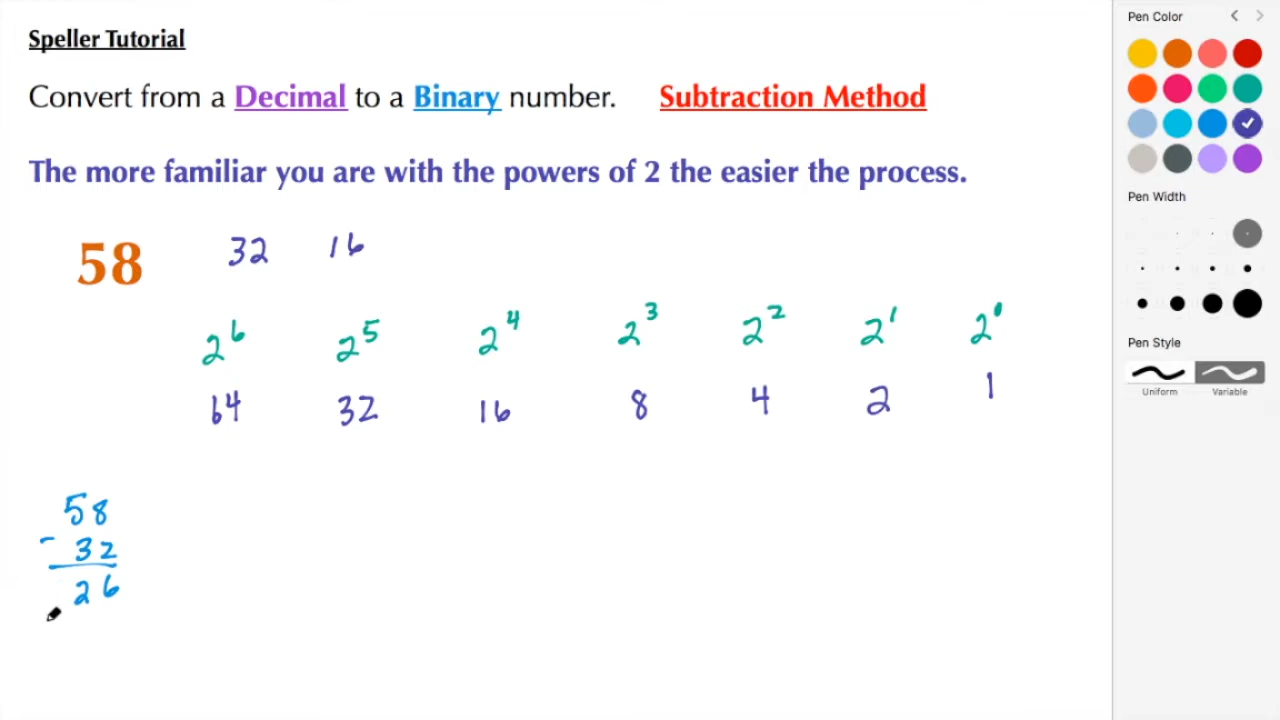 Speller Tutorial
Convert from a Decimal to a Binary number. Subtraction Method
The more familiar you are with the powers of 2 the easier the process.
58 32 16
2⁶ 2⁵ 2⁴ 2³ 2² 2¹ 2⁰
64 32 16 8 4 2 1
58
- 32
26
Pen Color
Pen Width
Pen Style
Uniform Variable